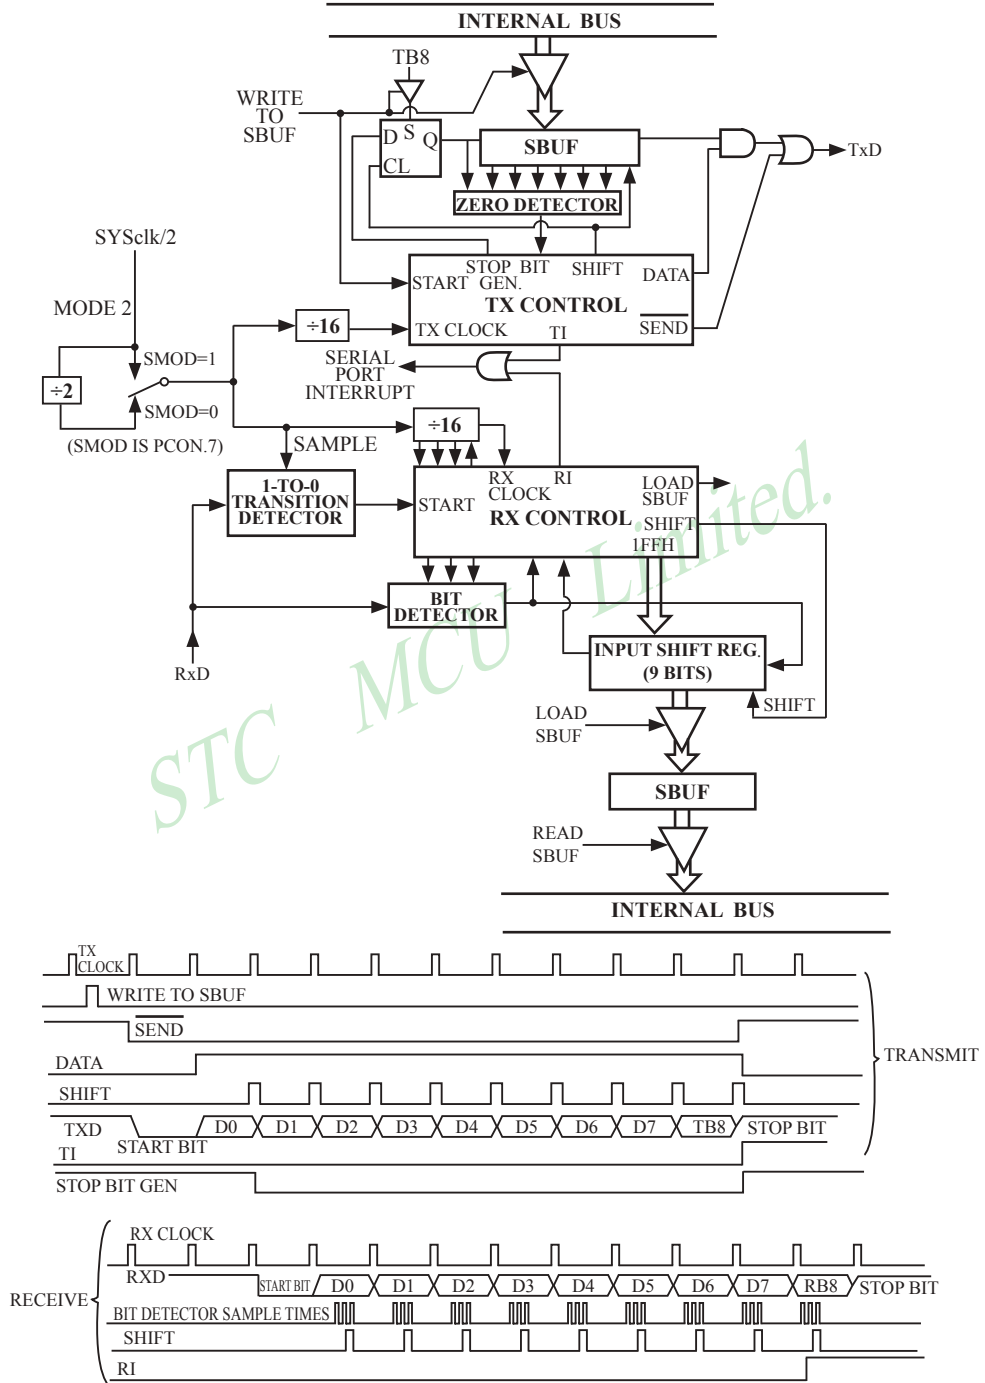 INTERNAL BUS
TB8
WRITE
TO
SBUF
D S Q
CL
SBUF
TxD
ZERO DETECTOR
SYSclk/2
STOP BIT
GEN.
SHIFT
DATA
START
TX CONTROL
MODE 2
÷16
TX CLOCK
TI
SEND
SMOD=1
SERIAL
PORT
INTERRUPT
÷2
SMOD=0
(SMOD IS PCON.7)
SAMPLE
÷16
1-TO-0
TRANSITION
DETECTOR
START
RX
CLOCK
RI
LOAD
SBUF
RX CONTROL
SHIFT
1FFH
BIT
DETECTOR
RxD
INPUT SHIFT REG.
(9 BITS)
SHIFT
LOAD
SBUF
SBUF
READ
SBUF
INTERNAL BUS
STC MCU Limited.
TX
CLOCK
WRITE TO SBUF
SEND
DATA
TRANSMIT
SHIFT
TXD
START BIT
D0 D1 D2 D3 D4 D5 D6 D7 TB8
STOP BIT
TI
STOP BIT GEN
RX CLOCK
RXD
START BIT
D0 D1 D2 D3 D4 D5 D6 D7 RB8
STOP BIT
RECEIVE
BIT DETECTOR SAMPLE TIMES
SHIFT
RI